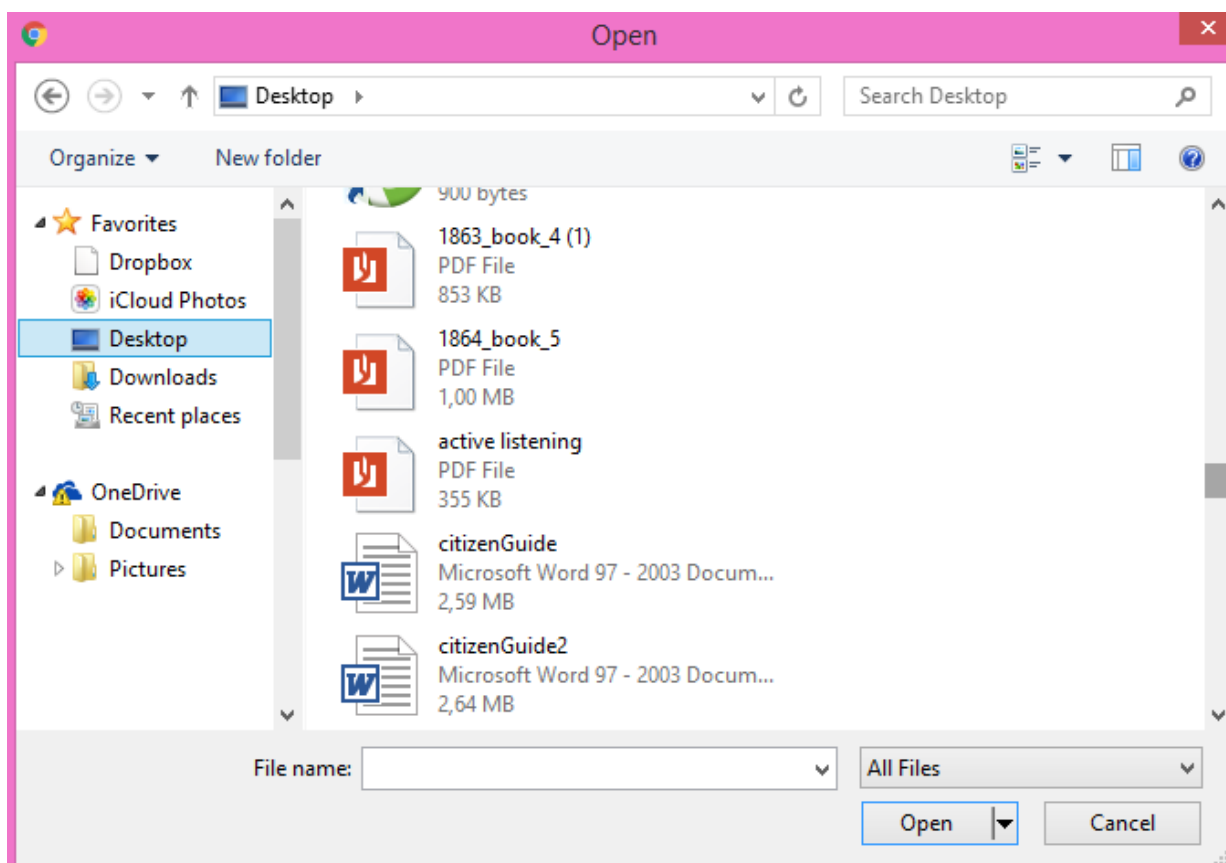 Open
Desktop
Search Desktop
Organize
New folder
Favorites
Dropbox
iCloud Photos
Desktop
Downloads
Recent places
OneDrive
Documents
Pictures
900 bytes
1863_book_4 (1)
PDF File
853 KB
1864_book_5
PDF File
1,00 MB
active listening
PDF File
355 KB
citizenGuide
Microsoft Word 97 - 2003 Docum...
2,59 MB
citizenGuide2
Microsoft Word 97 - 2003 Docum...
2,64 MB
File name:
All Files
Open
Cancel